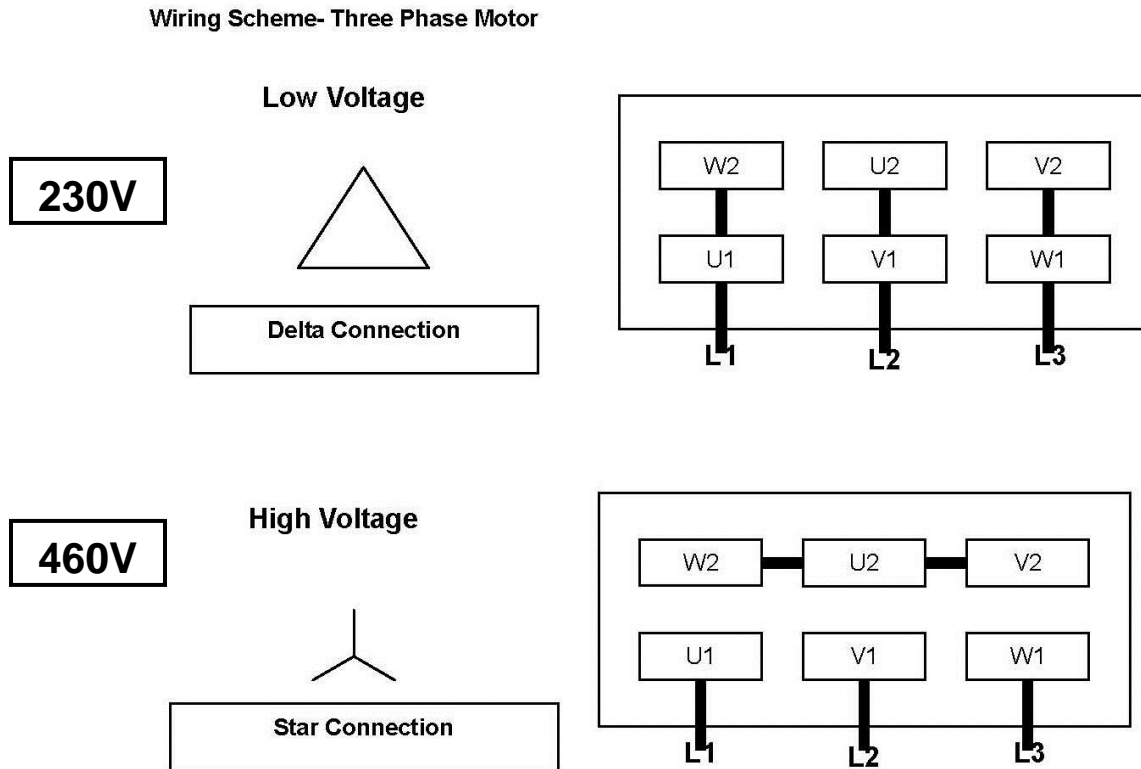 Wiring Scheme- Three Phase Motor
Low Voltage
230V
Delta Connection
W2 U2 V2
U1 V1 W1
L1 L2 L3
High Voltage
460V
Star Connection
W2 U2 V2
U1 V1 W1
L1 L2 L3